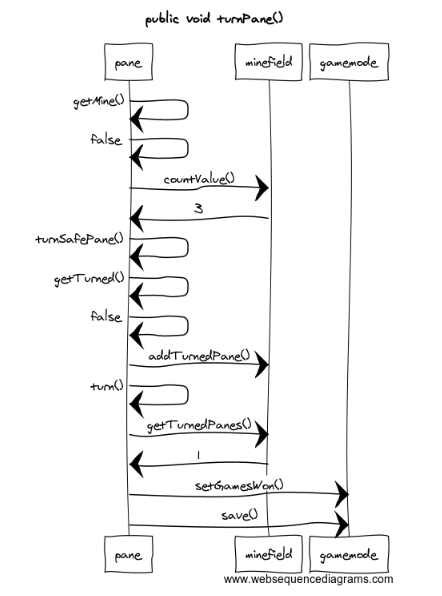 public void turnPane()
pane minefield gamemode
getMine()
false
countValue()
3
turnSafePane()
getTurned()
false
addTurnedPane()
turn()
getTurnedPanes()
1
setGamesWon()
save()
pane minefield gamemode
www.websequencediagrams.com